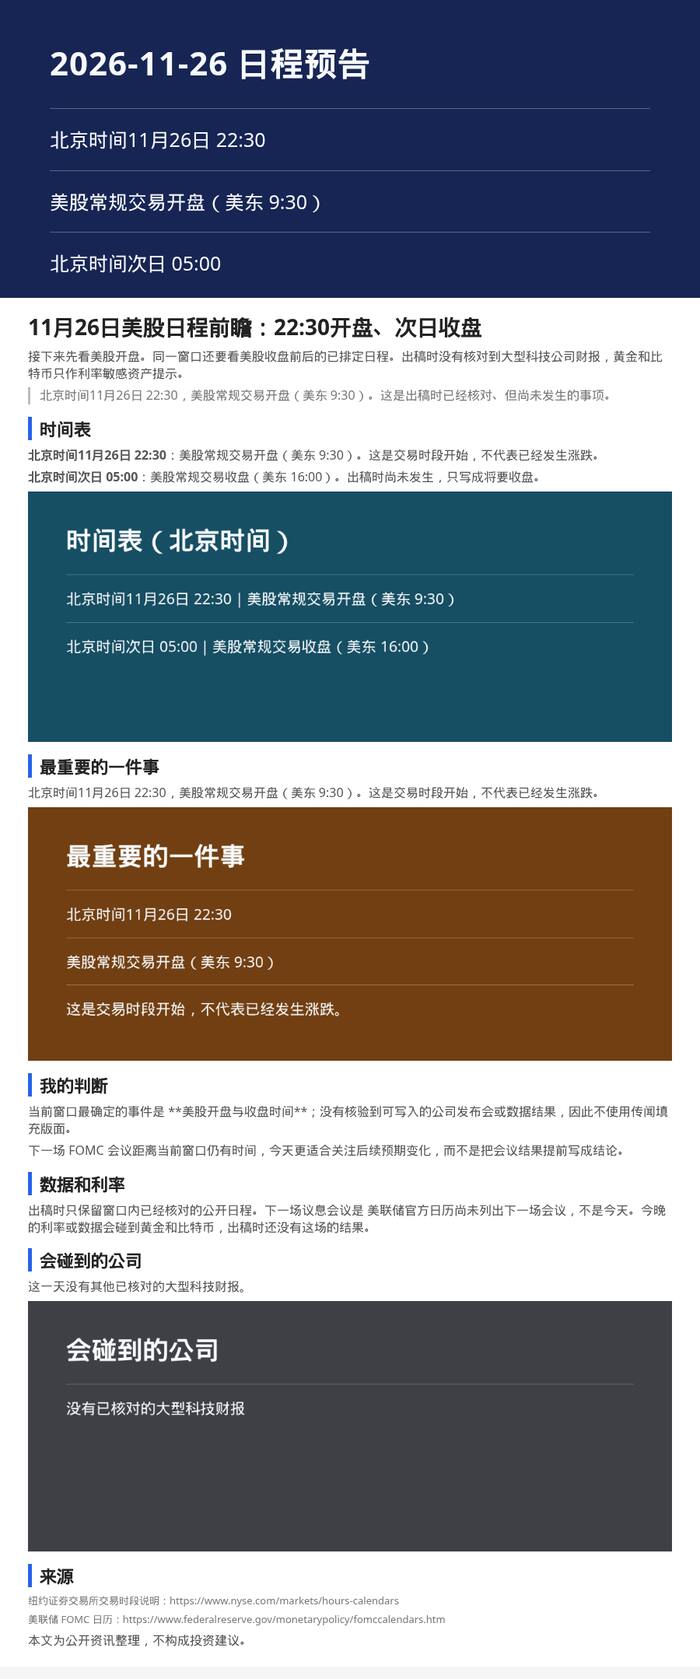 2026-11-26 日程预告
北京时间11月26日 22:30
美股常规交易开盘（美东 9:30）
北京时间次日 05:00
11月26日美股日程前瞻：22:30开盘、次日收盘
接下来先看美股开盘。同一窗口还要看美股收盘前后的已排定日程。出稿时没有核对到大型科技公司财报，黄金和比
特币只作利率敏感资产提示。
北京时间11月26日 22:30，美股常规交易开盘（美东 9:30）。这是出稿时已经核对、但尚未发生的事项。
时间表
北京时间11月26日 22:30：美股常规交易开盘（美东 9:30）。这是交易时段开始，不代表已经发生涨跌。
北京时间次日 05:00：美股常规交易收盘（美东 16:00）。出稿时尚未发生，只写成将要收盘。
时间表（北京时间）
北京时间11月26日 22:30 | 美股常规交易开盘（美东 9:30）
北京时间次日 05:00 | 美股常规交易收盘（美东 16:00）
最重要的一件事
北京时间11月26日 22:30，美股常规交易开盘（美东 9:30）。这是交易时段开始，不代表已经发生涨跌。
最重要的一件事
北京时间11月26日 22:30
美股常规交易开盘（美东 9:30）
这是交易时段开始，不代表已经发生涨跌。
我的判断
当前窗口最确定的事件是 **美股开盘与收盘时间**；没有核验到可写入的公司发布会或数据结果，因此不使用传闻填
充版面。
下一场 FOMC 会议距离当前窗口仍有时间，今天更适合关注后续预期变化，而不是把会议结果提前写成结论。
数据和利率
出稿时只保留窗口内已经核对的公开日程。下一场议息会议是 美联储官方日历尚未列出下一场会议，不是今天。今晚
的利率或数据会碰到黄金和比特币，出稿时还没有这场的结果。
会碰到的公司
这一天没有其他已核对的大型科技财报。
会碰到的公司
没有已核对的大型科技财报
来源
纽约证券交易所交易时段说明：https://www.nyse.com/markets/hours-calendars
美联储 FOMC 日历：https://www.federalreserve.gov/monetarypolicy/fomccalendars.htm
本文为公开资讯整理，不构成投资建议。